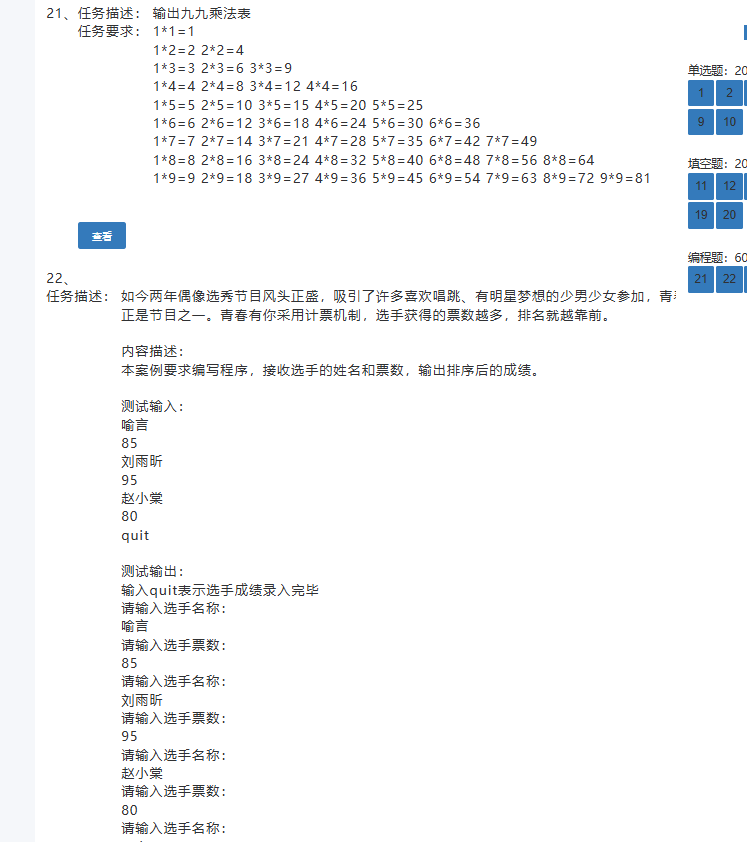 21、任务描述： 输出九九乘法表
任务要求： 1*1=1
1*2=2 2*2=4
1*3=3 2*3=6 3*3=9
1*4=4 2*4=8 3*4=12 4*4=16
1*5=5 2*5=10 3*5=15 4*5=20 5*5=25
1*6=6 2*6=12 3*6=18 4*6=24 5*6=30 6*6=36
1*7=7 2*7=14 3*7=21 4*7=28 5*7=35 6*7=42 7*7=49
1*8=8 2*8=16 3*8=24 4*8=32 5*8=40 6*8=48 7*8=56 8*8=64
1*9=9 2*9=18 3*9=27 4*9=36 5*9=45 6*9=54 7*9=63 8*9=72 9*9=81
查看
22、
任务描述： 如今两年偶像选秀节目风头正盛，吸引了许多喜欢唱跳、有明星梦想的少男少女参加，青
正是节目之一。青春有你采用计票机制，选手获得的票数越多，排名就越靠前。
内容描述：
本案例要求编写程序，接收选手的姓名和票数，输出排序后的成绩。
测试输入：
喻言
85
刘雨昕
95
赵小棠
80
quit
测试输出：
输入quit表示选手成绩录入完毕
请输入选手名称：
喻言
请输入选手票数：
85
请输入选手名称：
刘雨昕
请输入选手票数：
95
请输入选手名称：
赵小棠
请输入选手票数：
80
请输入选手名称：
单选题：20
1 2
9 10
填空题：20
11 12
19 20
编程题：60
21 22